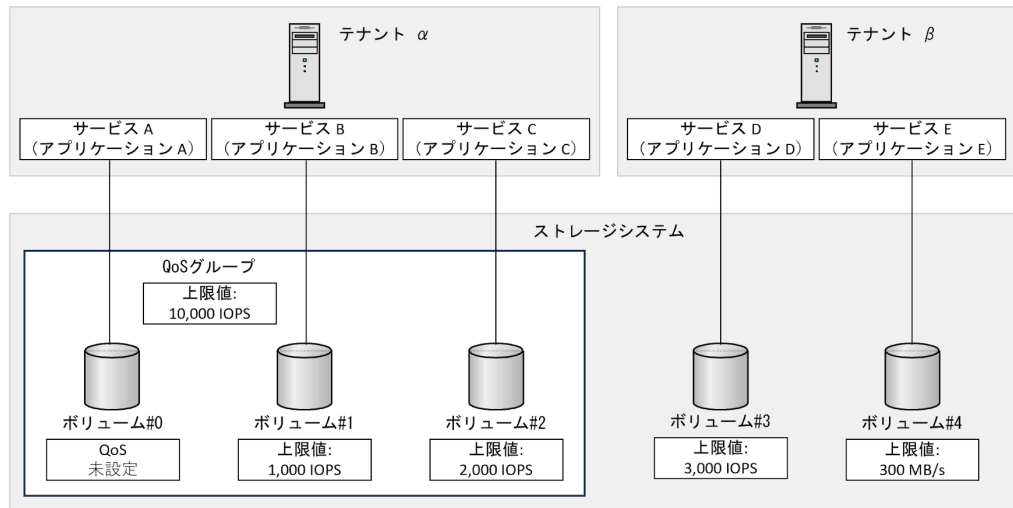 テナント α
テナント β
サービス A
(アプリケーション A)
サービス B
(アプリケーション B)
サービス C
(アプリケーション C)
サービス D
(アプリケーション D)
サービス E
(アプリケーション E)
ストレージシステム
QoSグループ
上限値:
10,000 IOPS
ボリューム#0
QoS
未設定
ボリューム#1
上限値:
1,000 IOPS
ボリューム#2
上限値:
2,000 IOPS
ボリューム#3
上限値:
3,000 IOPS
ボリューム#4
上限値:
300 MB/s